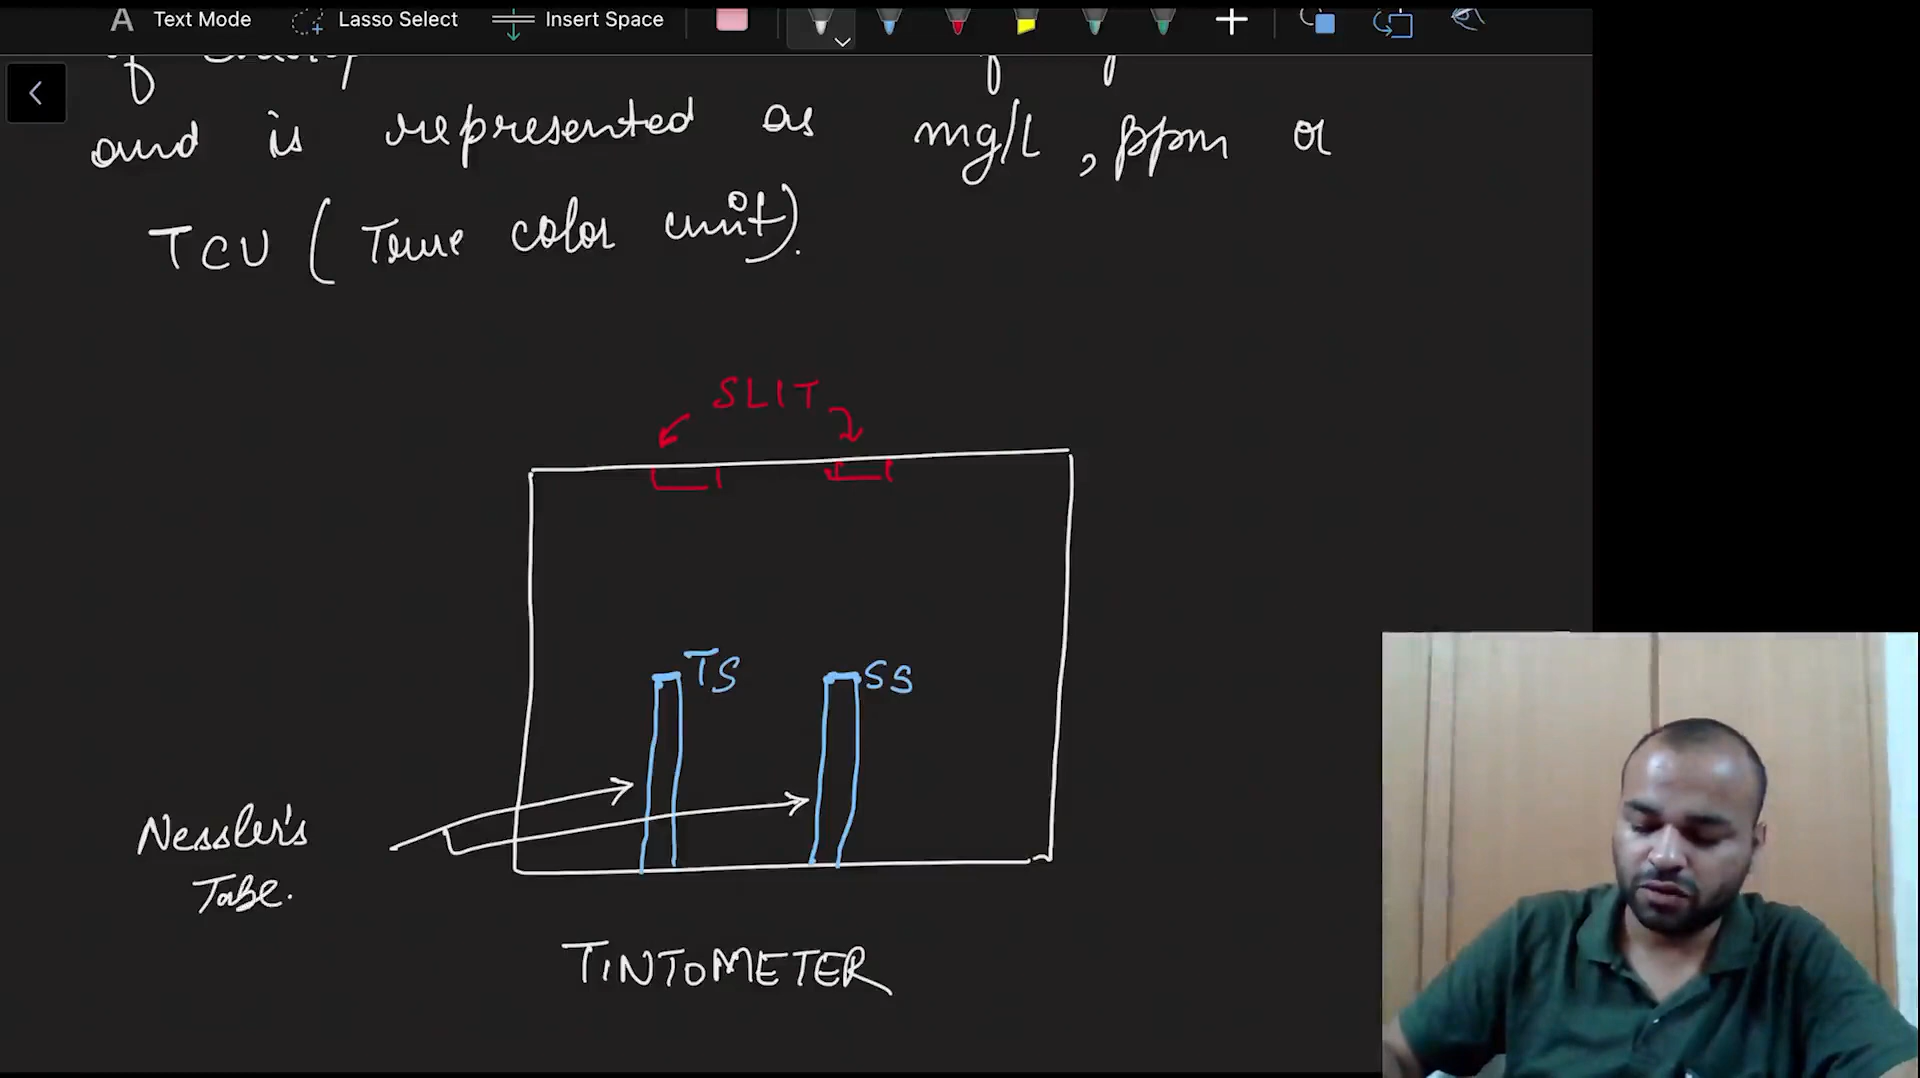 Text Mode Lasso Select Insert Space
of
and is represented as mg/L, ppm or
TCU (True color unit).
SLIT
TS SS
Nessler's
Tube.
TINTOMETER